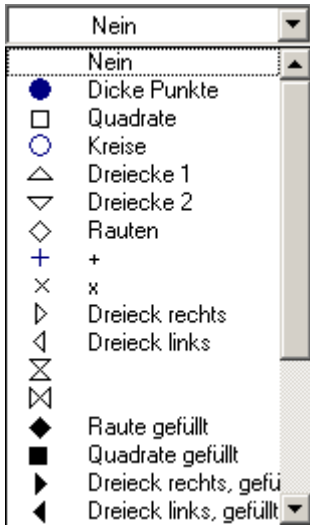 Nein
Nein
Dicke Punkte
Quadrate
Kreise
Dreiecke 1
Dreiecke 2
Rauten
+
x
Dreieck rechts
Dreieck links
Raute gefüllt
Quadrate gefüllt
Dreieck rechts, gefü
Dreieck links, gefüllt